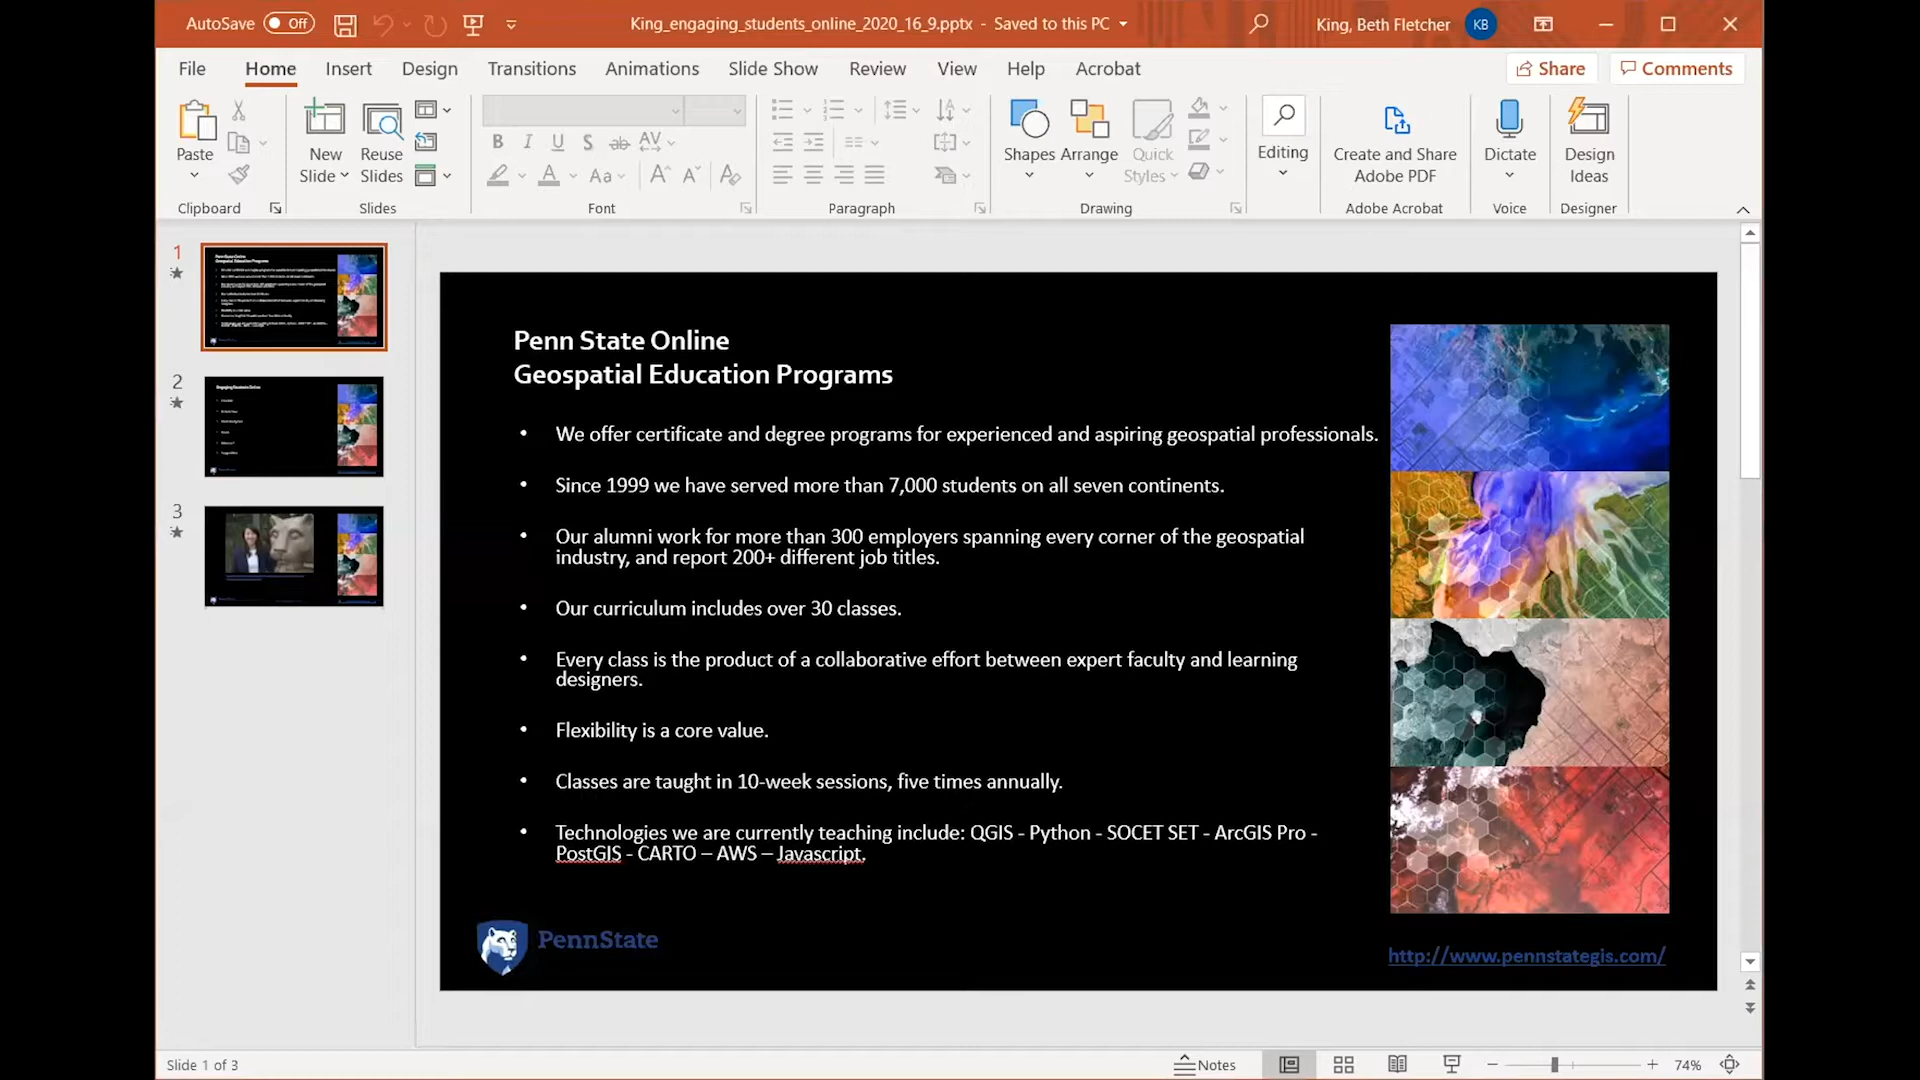 AutoSave Off King_engaging_students_online_2020_16_9.pptx - Saved to this PC King, Beth Fletcher KB
File Home Insert Design Transitions Animations Slide Show Review View Help Acrobat Share Comments
Paste New Slide Reuse Slides Shapes Arrange Quick Styles Editing Create and Share Adobe PDF Dictate Design Ideas
B I U S ab AV
A Aa A A A
Clipboard Slides Font Paragraph Drawing Adobe Acrobat Voice Designer
1
2
3
Penn State Online
Geospatial Education Programs
• We offer certificate and degree programs for experienced and aspiring geospatial professionals.
• Since 1999 we have served more than 7,000 students on all seven continents.
• Our alumni work for more than 300 employers spanning every corner of the geospatial
industry, and report 200+ different job titles.
• Our curriculum includes over 30 classes.
• Every class is the product of a collaborative effort between expert faculty and learning
designers.
• Flexibility is a core value.
• Classes are taught in 10-week sessions, five times annually.
• Technologies we are currently teaching include: QGIS - Python - SOCET SET - ArcGIS Pro -
PostGIS - CARTO – AWS – Javascript.
PennState
http://www.pennstategis.com/
Slide 1 of 3 Notes 74%